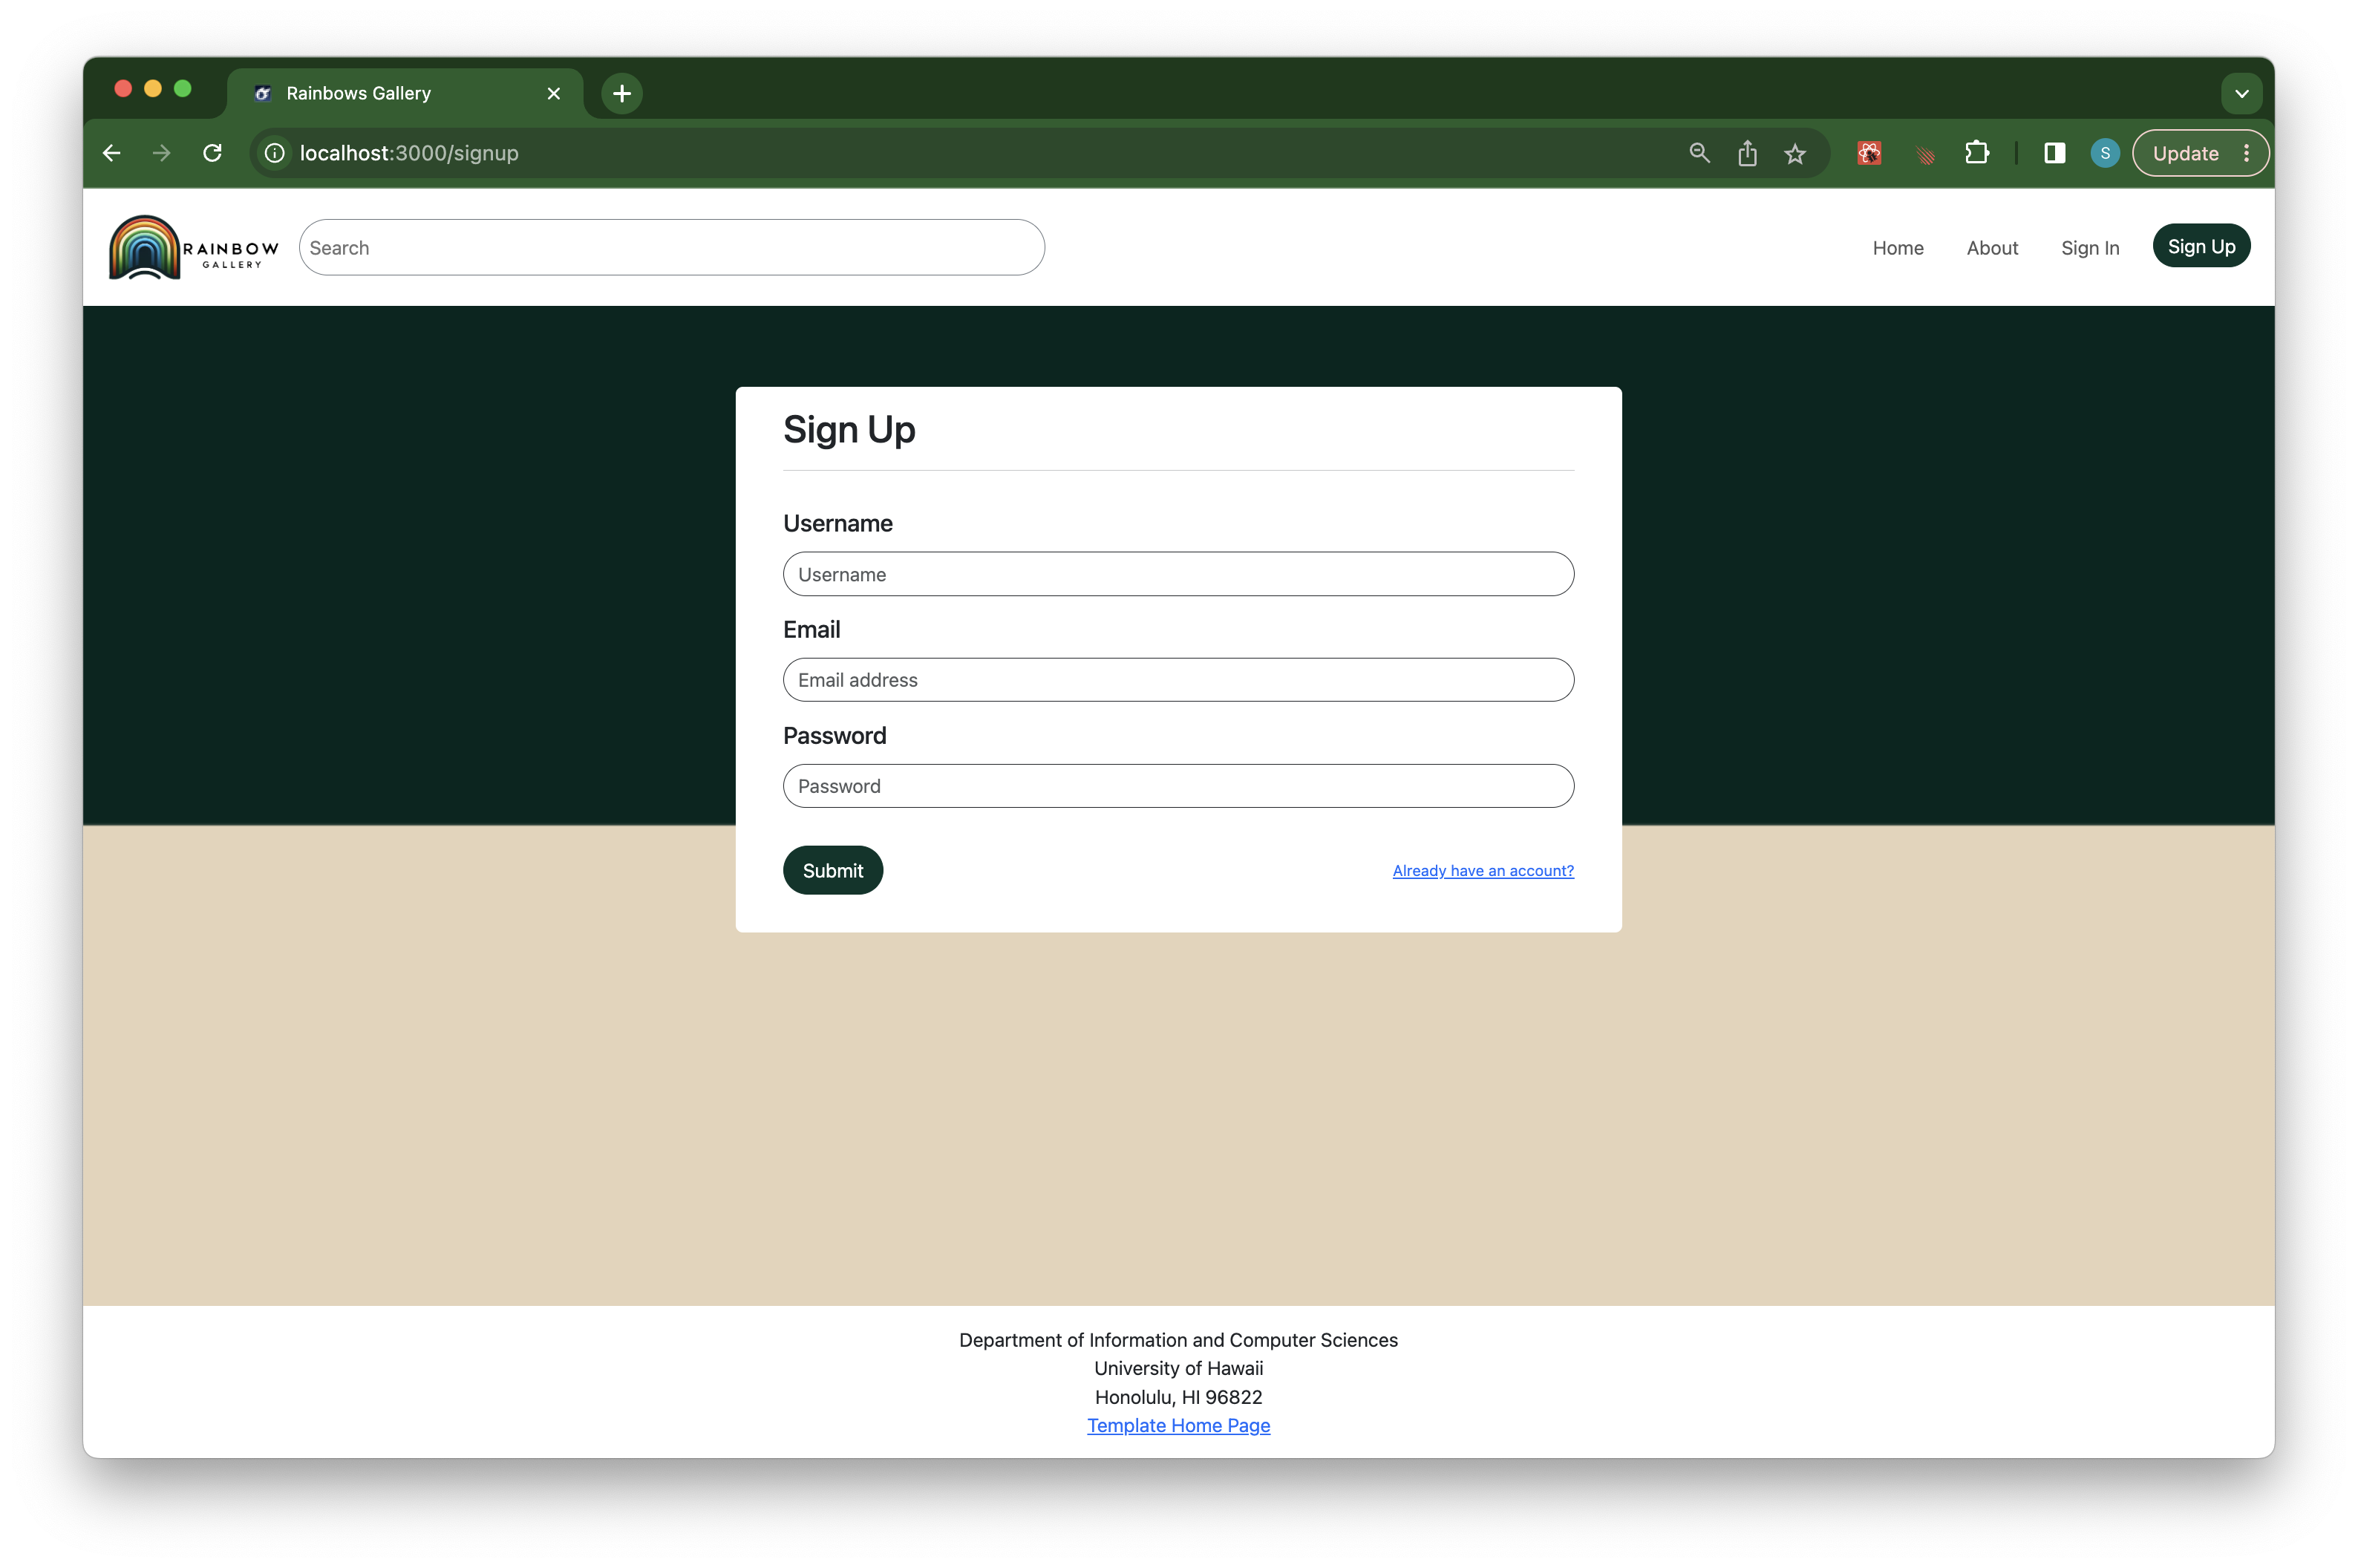 Rainbows Gallery
localhost:3000/signup
S
Update
RAINBOW
GALLERY
Search
Home
About
Sign In
Sign Up
Sign Up
Username
Username
Email
Email address
Password
Password
Submit
Already have an account?
Department of Information and Computer Sciences
University of Hawaii
Honolulu, HI 96822
Template Home Page